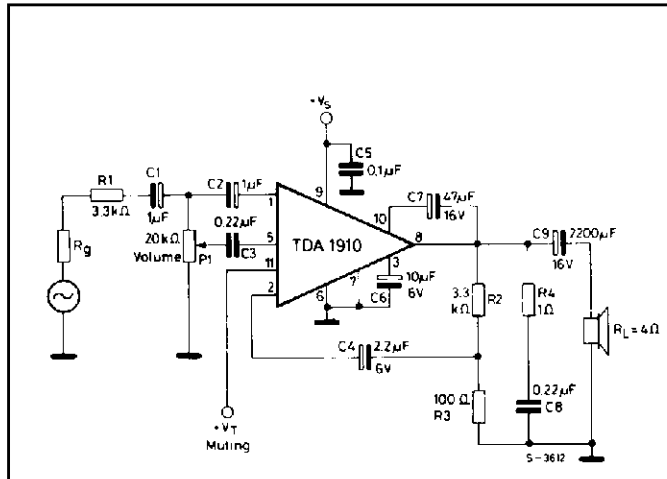 +Vs
R1
3.3kΩ
C1
1µF
C2
1µF
C5
0.1µF
C7
47µF
16V
C9
2200µF
16V
Rg
20kΩ
Volume
P1
0.22µF
C3
1
5
11
2
9
10
8
3
7
6
TDA 1910
10µF
6V
C6
3.3
kΩ
R2
R4
1Ω
RL=4Ω
C4
2.2µF
6V
100Ω
R3
0.22µF
C8
+VT
Muting
S-3612